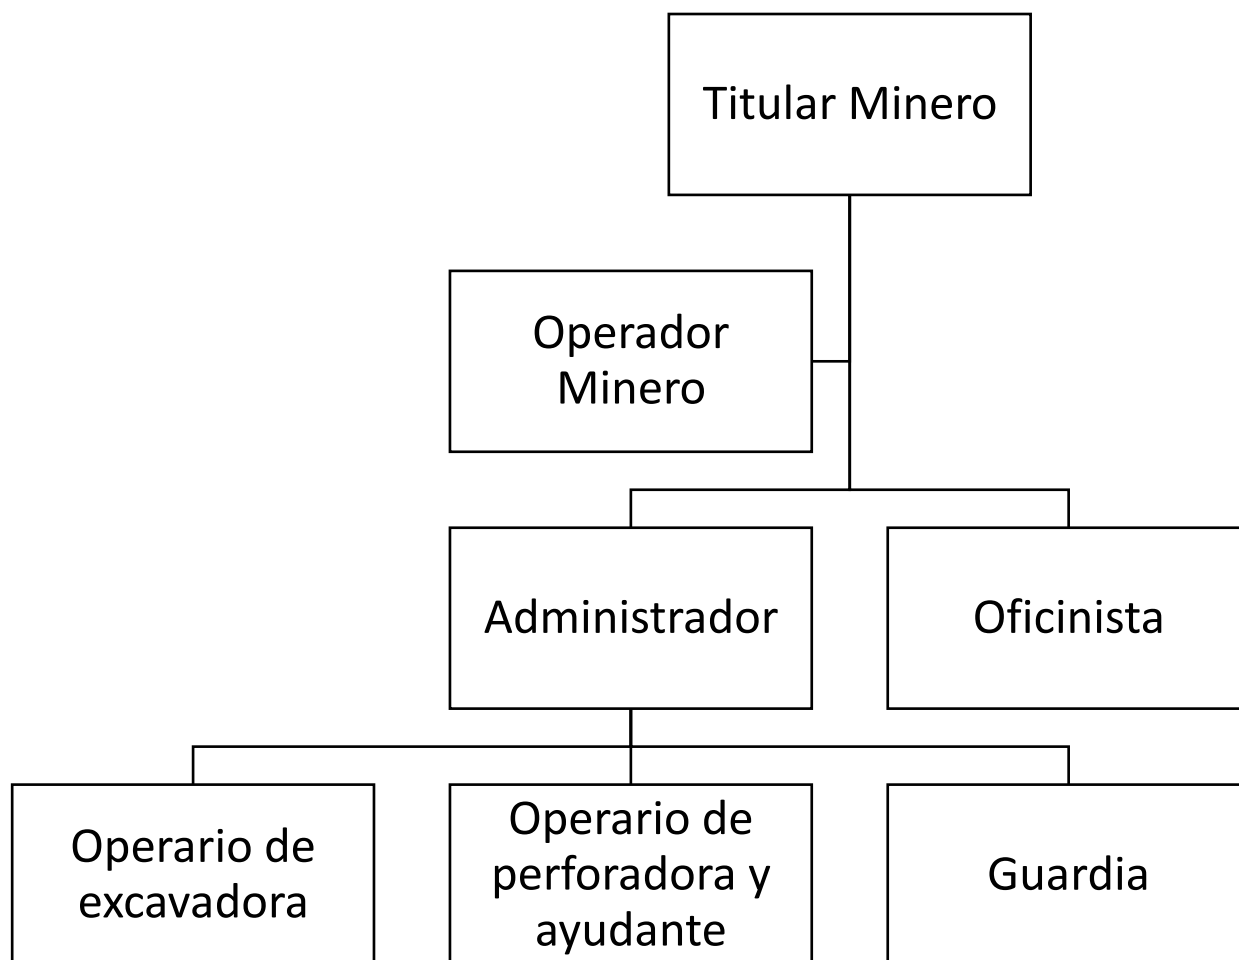 Titular Minero
Operador
Minero
Administrador
Oficinista
Operario de
excavadora
Operario de
perforadora y
ayudante
Guardia